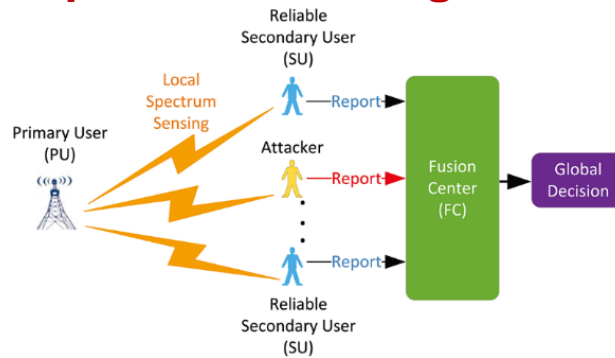 Reliable
Secondary User
(SU)
Local
Spectrum
Sensing
Report
Primary User
(PU)
Attacker
Report
Fusion
Center
(FC)
Global
Decision
Report
Reliable
Secondary User
(SU)